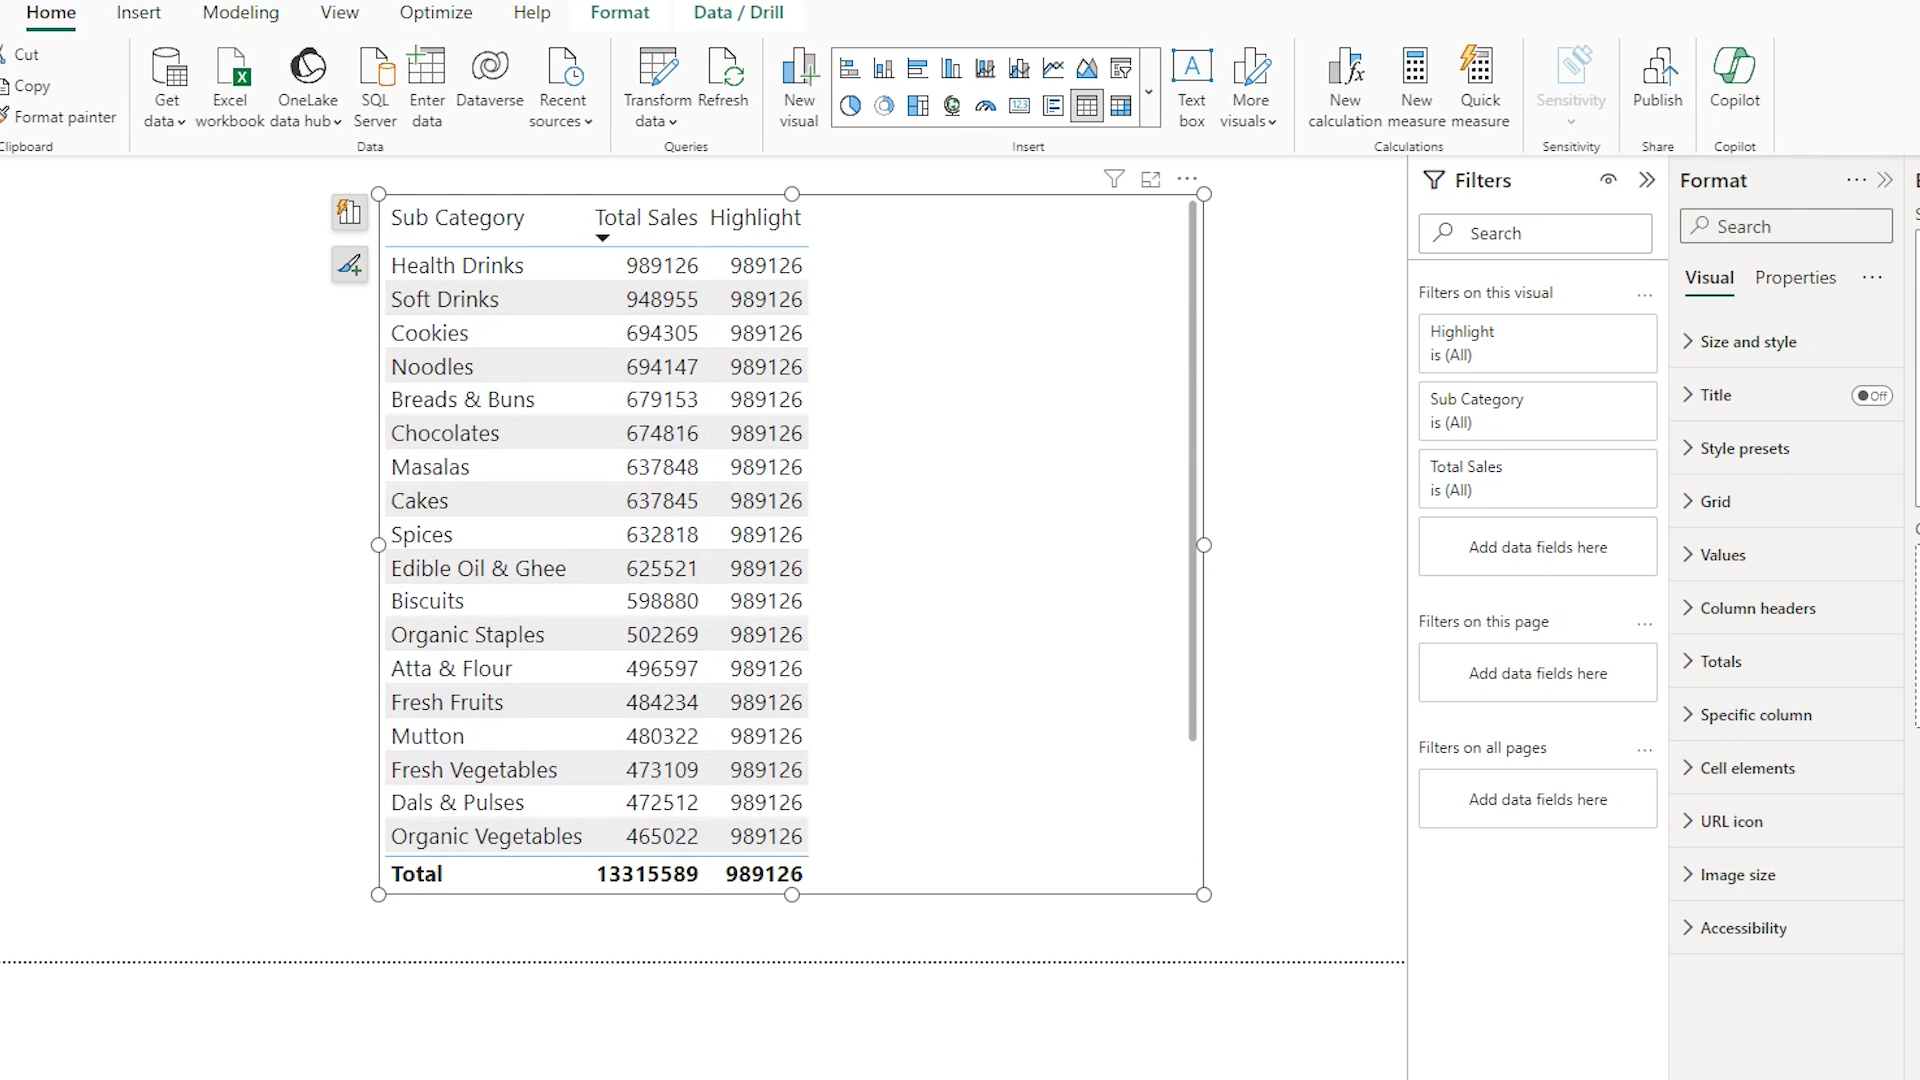 Home Insert Modeling View Optimize Help Format Data / Drill
Cut
Copy
Format painter
Clipboard
Get data
Excel workbook
OneLake data hub
SQL Server
Enter data
Dataverse
Recent sources
Data
Transform data
Refresh
Queries
New visual
123
A
Text box
More visuals
Insert
New calculation
New measure
Quick measure
Calculations
Sensitivity
Sensitivity
Publish
Share
Copilot
Copilot
Sub Category Total Sales Highlight
Health Drinks 989126 989126
Soft Drinks 948955 989126
Cookies 694305 989126
Noodles 694147 989126
Breads & Buns 679153 989126
Chocolates 674816 989126
Masalas 637848 989126
Cakes 637845 989126
Spices 632818 989126
Edible Oil & Ghee 625521 989126
Biscuits 598880 989126
Organic Staples 502269 989126
Atta & Flour 496597 989126
Fresh Fruits 484234 989126
Mutton 480322 989126
Fresh Vegetables 473109 989126
Dals & Pulses 472512 989126
Organic Vegetables 465022 989126
Total 13315589 989126
Filters
Search
Filters on this visual
Highlight
is (All)
Sub Category
is (All)
Total Sales
is (All)
Add data fields here
Filters on this page
Add data fields here
Filters on all pages
Add data fields here
Format
Search
Visual Properties
Size and style
Title Off
Style presets
Grid
Values
Column headers
Totals
Specific column
Cell elements
URL icon
Image size
Accessibility